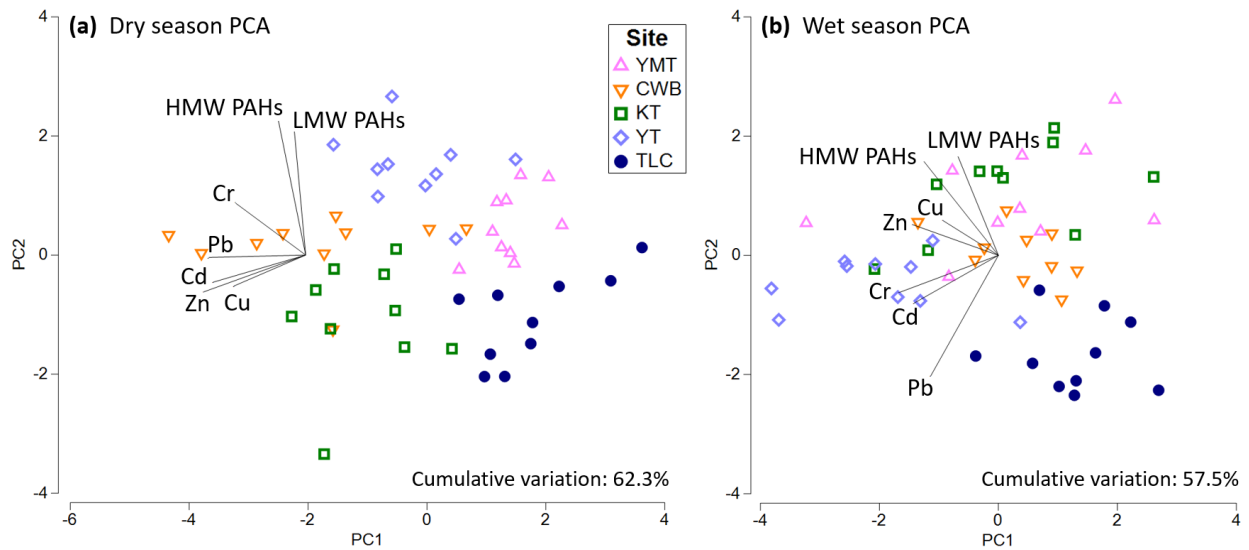 (a) Dry season PCA
4
2
0
-2
-4
PC2
HMW PAHs
LMW PAHs
Cr
Pb
Cd
Zn
Cu
Cumulative variation: 62.3%
-6
-4
-2
0
2
4
PC1
Site
YMT
CWB
KT
YT
TLC
(b) Wet season PCA
4
2
0
-2
-4
PC2
LMW PAHs
HMW PAHs
Cu
Zn
Cr
Cd
Pb
Cumulative variation: 57.5%
-4
-2
0
2
4
PC1